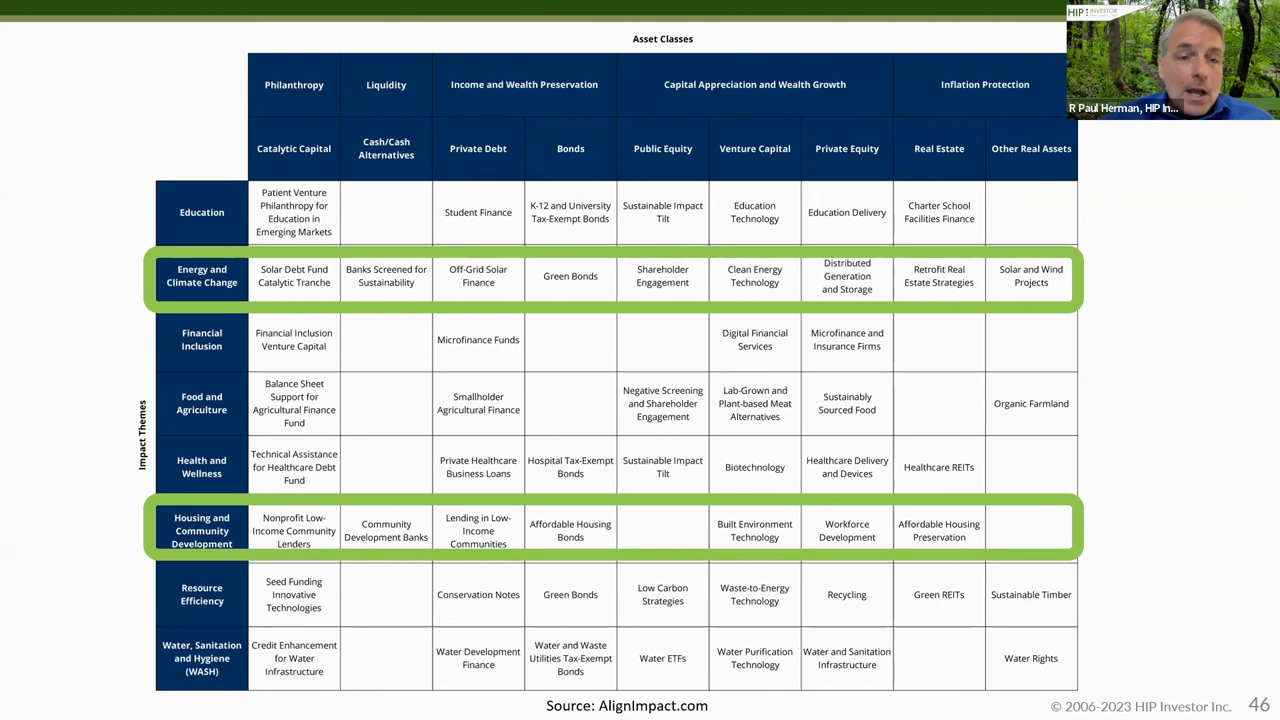 Asset Classes
HIP INVESTOR
R Paul Herman, HIP In...
Philanthropy
Liquidity
Income and Wealth Preservation
Capital Appreciation and Wealth Growth
Inflation Protection
Catalytic Capital
Cash/Cash
Alternatives
Private Debt
Bonds
Public Equity
Venture Capital
Private Equity
Real Estate
Other Real Assets
Impact Themes
Education
Patient Venture
Philanthropy for
Education in
Emerging Markets
Student Finance
K-12 and University
Tax-Exempt Bonds
Sustainable Impact
Tilt
Education
Technology
Education Delivery
Charter School
Facilities Finance
Energy and
Climate Change
Solar Debt Fund
Catalytic Tranche
Banks Screened for
Sustainability
Off-Grid Solar
Finance
Green Bonds
Shareholder
Engagement
Clean Energy
Technology
Distributed
Generation
and Storage
Retrofit Real
Estate Strategies
Solar and Wind
Projects
Financial
Inclusion
Financial Inclusion
Venture Capital
Microfinance Funds
Digital Financial
Services
Microfinance and
Insurance Firms
Food and
Agriculture
Balance Sheet
Support for
Agricultural Finance
Fund
Smallholder
Agricultural Finance
Negative Screening
and Shareholder
Engagement
Lab-Grown and
Plant-based Meat
Alternatives
Sustainably
Sourced Food
Organic Farmland
Health and
Wellness
Technical Assistance
for Healthcare Debt
Fund
Private Healthcare
Business Loans
Hospital Tax-Exempt
Bonds
Sustainable Impact
Tilt
Biotechnology
Healthcare Delivery
and Devices
Healthcare REITs
Housing and
Community
Development
Nonprofit Low-
Income Community
Lenders
Community
Development Banks
Lending in Low-
Income
Communities
Affordable Housing
Bonds
Built Environment
Technology
Workforce
Development
Affordable Housing
Preservation
Resource
Efficiency
Seed Funding
Innovative
Technologies
Conservation Notes
Green Bonds
Low Carbon
Strategies
Waste-to-Energy
Technology
Recycling
Green REITs
Sustainable Timber
Water, Sanitation
and Hygiene
(WASH)
Credit Enhancement
for Water
Infrastructure
Water Development
Finance
Water and Waste
Utilities Tax-Exempt
Bonds
Water ETFs
Water Purification
Technology
Water and Sanitation
Infrastructure
Water Rights
Source: AlignImpact.com
© 2006-2023 HIP Investor Inc.
46